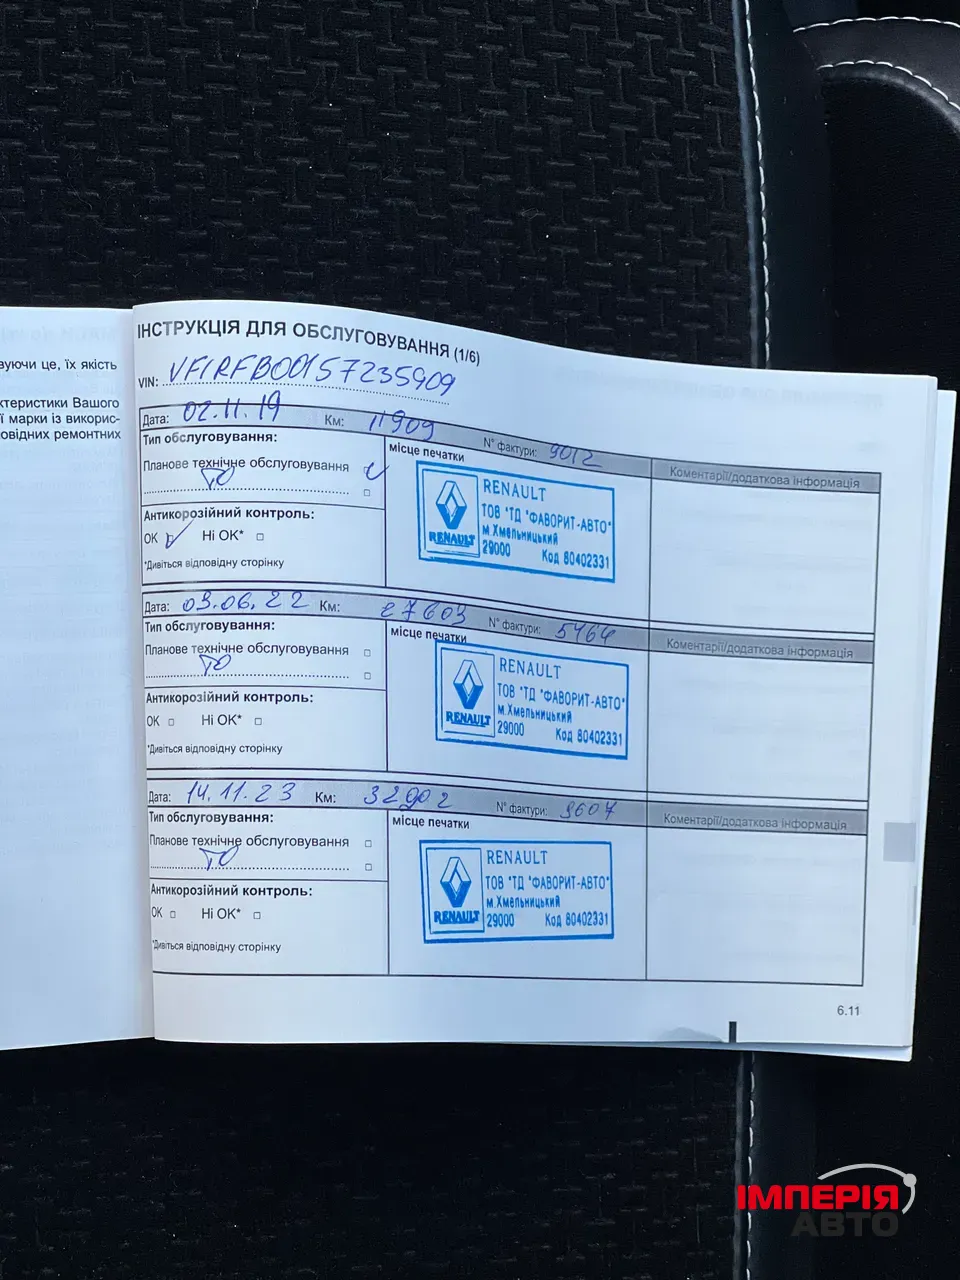 вуючи це, їх якість
ктеристики Вашого
ї марки із викорис-
овідних ремонтних
ІНСТРУКЦІЯ ДЛЯ ОБСЛУГОВУВАННЯ (1/6)
VIN: VF1RFB00157235909
Дата: 02.11.19 Км: 11909 N° фактури: 9012
Тип обслуговування: місце печатки Коментарії/додаткова інформація
Планове технічне обслуговування
ТО
Антикорозійний контроль:
OK Ні OK*
*Дивіться відповідну сторінку
RENAULT
ТОВ "ТД "ФАВОРИТ-АВТО"
м.Хмельницький
RENAULT 29000 Код 80402331
Дата: 03.06.22 Км: 27603 N° фактури: 5464
Тип обслуговування: місце печатки Коментарії/додаткова інформація
Планове технічне обслуговування
ТО
Антикорозійний контроль:
OK Ні OK*
*Дивіться відповідну сторінку
RENAULT
ТОВ "ТД "ФАВОРИТ-АВТО"
м.Хмельницький
RENAULT 29000 Код 80402331
Дата: 14.11.23 Км: 32902 N° фактури: 9607
Тип обслуговування: місце печатки Коментарії/додаткова інформація
Планове технічне обслуговування
ТО
Антикорозійний контроль:
OK Ні OK*
*Дивіться відповідну сторінку
RENAULT
ТОВ "ТД "ФАВОРИТ-АВТО"
м.Хмельницький
RENAULT 29000 Код 80402331
6.11
ІМПЕРІЯ
АВТО